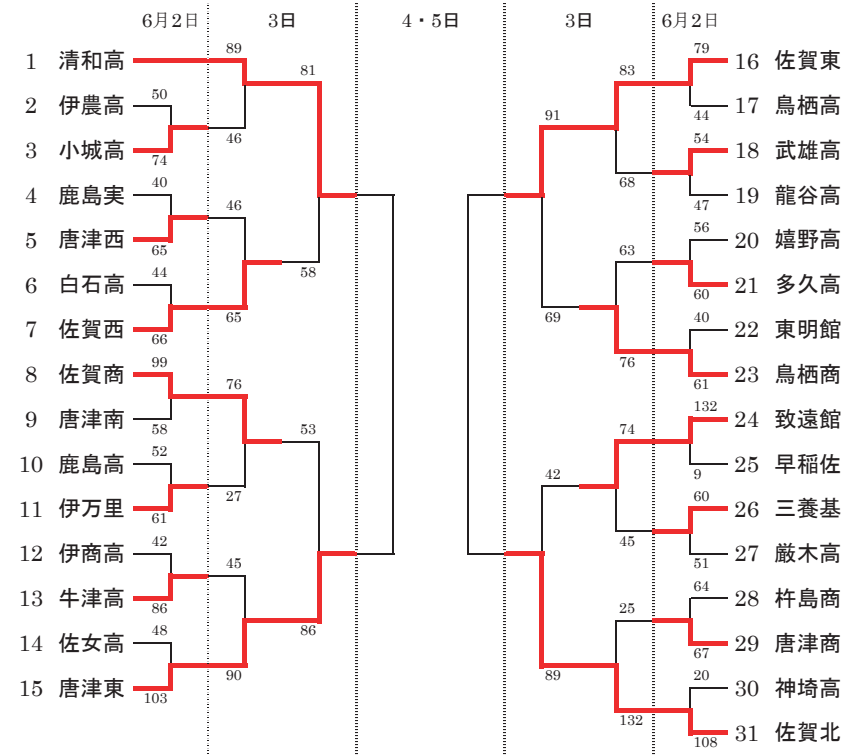 6月2日 3日 4・5日 3日 6月2日
89 81 83 79
1 清和高 16 佐賀東
2 伊農高 50 91 17 鳥栖高
46 44
3 小城高 74 54 18 武雄高
4 鹿島実 40 46 68 19 龍谷高
47
5 唐津西 65 63 56 20 嬉野高
6 白石高 44 58 60 21 多久高
7 佐賀西 66 65 69 40 22 東明館
8 佐賀商 99 76 76 61 23 鳥栖商
9 唐津南 58 53 74 132 24 致遠館
10 鹿島高 52 42 9 25 早稲佐
27
11 伊万里 61 60 26 三養基
12 伊商高 42 45 45 51 27 厳木高
13 牛津高 86 25 64 28 杵島商
14 佐女高 48 86 67 29 唐津商
15 唐津東 103 90 89 20 30 神埼高
132 108 31 佐賀北